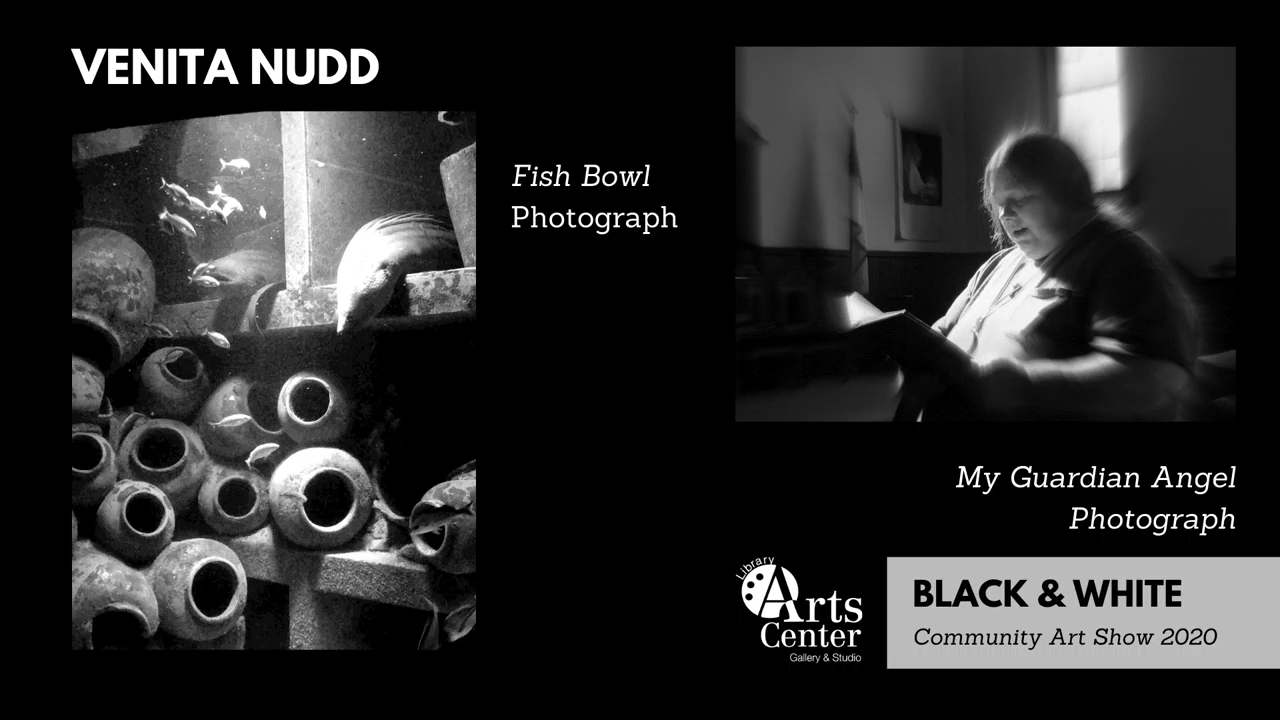 VENITA NUDD
Fish Bowl
Photograph
My Guardian Angel
Photograph
Library
Arts
Center
Gallery & Studio
BLACK & WHITE
Community Art Show 2020